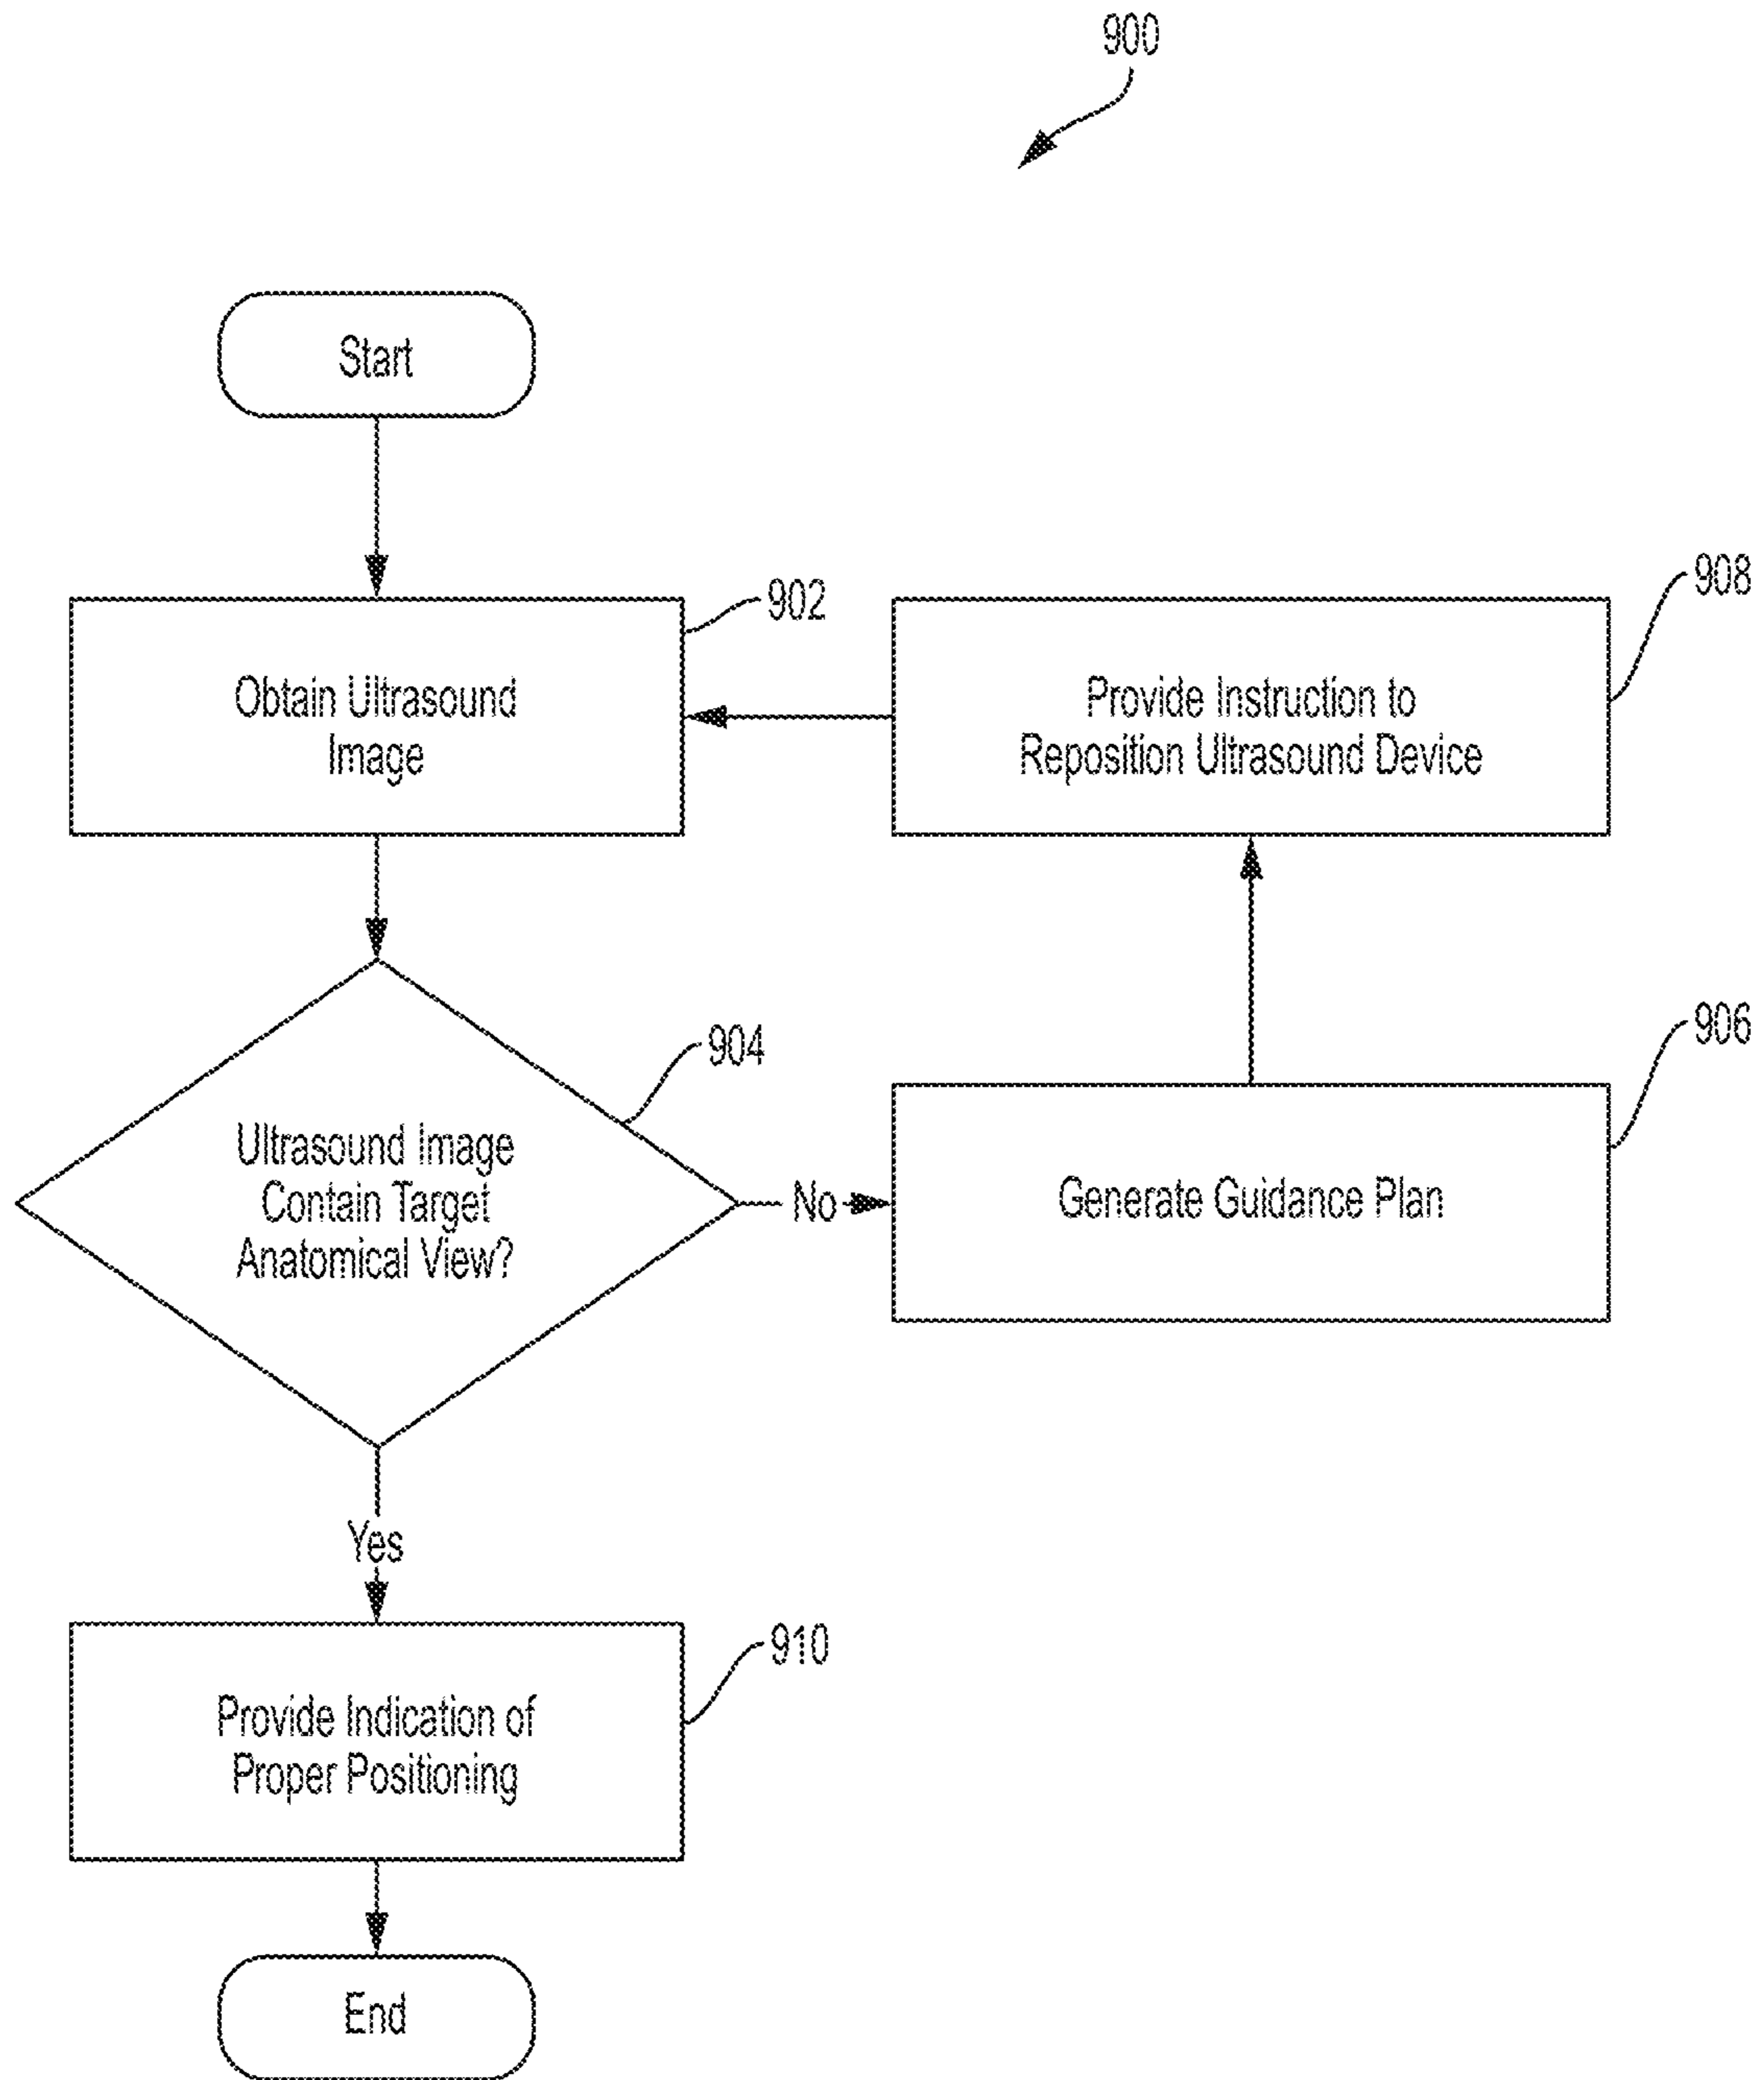 900
Start
902
Obtain Ultrasound
Image
908
Provide Instruction to
Reposition Ultrasound Device
904
Ultrasound Image
Contain Target
Anatomical View?
No
906
Generate Guidance Plan
Yes
910
Provide Indication of
Proper Positioning
End